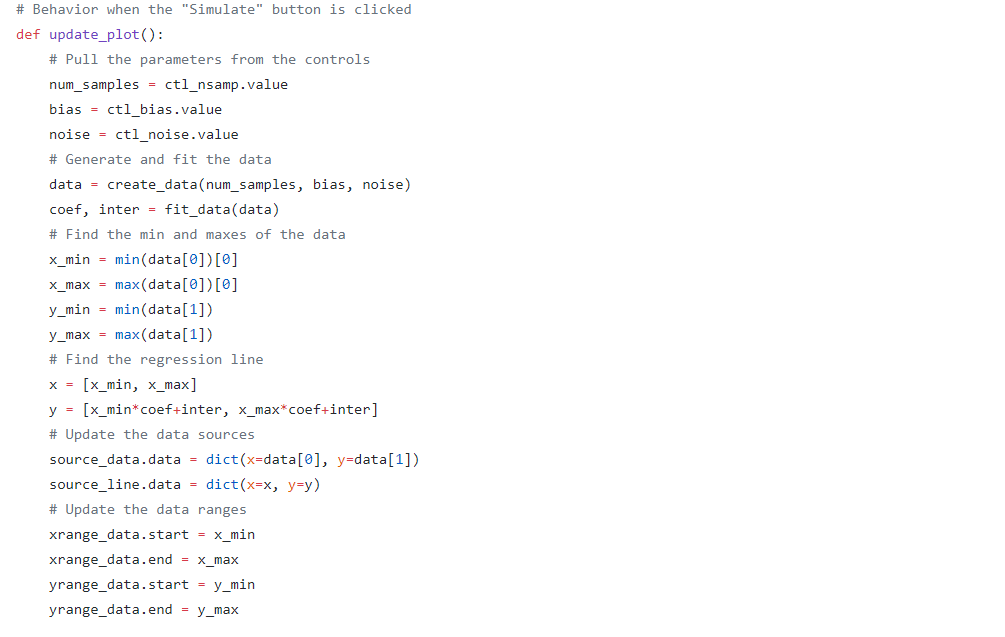 # Behavior when the "Simulate" button is clicked
def update_plot():
    # Pull the parameters from the controls
    num_samples = ctl_nsamp.value
    bias = ctl_bias.value
    noise = ctl_noise.value
    # Generate and fit the data
    data = create_data(num_samples, bias, noise)
    coef, inter = fit_data(data)
    # Find the min and maxes of the data
    x_min = min(data[0])[0]
    x_max = max(data[0])[0]
    y_min = min(data[1])
    y_max = max(data[1])
    # Find the regression line
    x = [x_min, x_max]
    y = [x_min*coef+inter, x_max*coef+inter]
    # Update the data sources
    source_data.data = dict(x=data[0], y=data[1])
    source_line.data = dict(x=x, y=y)
    # Update the data ranges
    xrange_data.start = x_min
    xrange_data.end = x_max
    yrange_data.start = y_min
    yrange_data.end = y_max